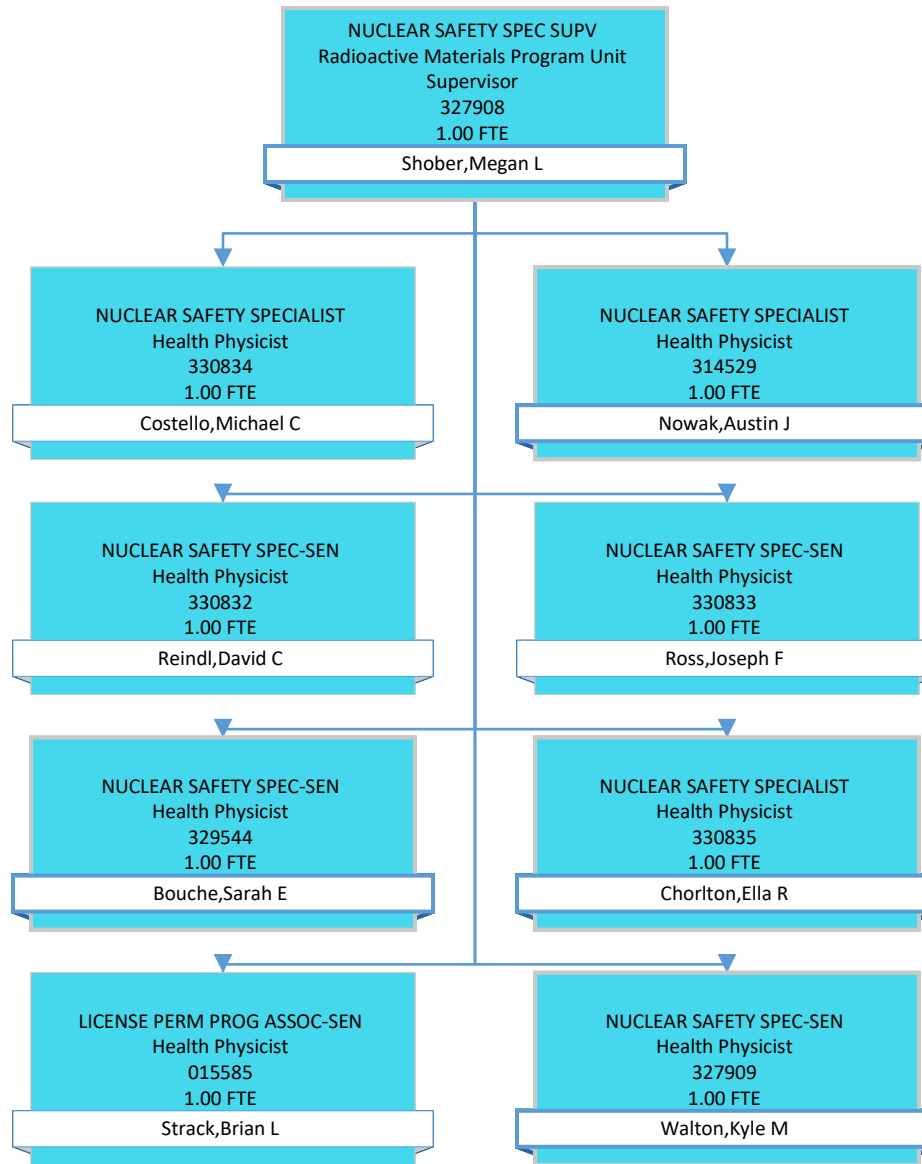 NUCLEAR SAFETY SPEC SUPV
Radioactive Materials Program Unit
Supervisor
327908
1.00 FTE
Shober,Megan L
NUCLEAR SAFETY SPECIALIST
Health Physicist
330834
1.00 FTE
Costello,Michael C
NUCLEAR SAFETY SPECIALIST
Health Physicist
314529
1.00 FTE
Nowak,Austin J
NUCLEAR SAFETY SPEC-SEN
Health Physicist
330832
1.00 FTE
Reindl,David C
NUCLEAR SAFETY SPEC-SEN
Health Physicist
330833
1.00 FTE
Ross,Joseph F
NUCLEAR SAFETY SPEC-SEN
Health Physicist
329544
1.00 FTE
Bouche,Sarah E
NUCLEAR SAFETY SPECIALIST
Health Physicist
330835
1.00 FTE
Chorlton,Ella R
LICENSE PERM PROG ASSOC-SEN
Health Physicist
015585
1.00 FTE
Strack,Brian L
NUCLEAR SAFETY SPEC-SEN
Health Physicist
327909
1.00 FTE
Walton,Kyle M